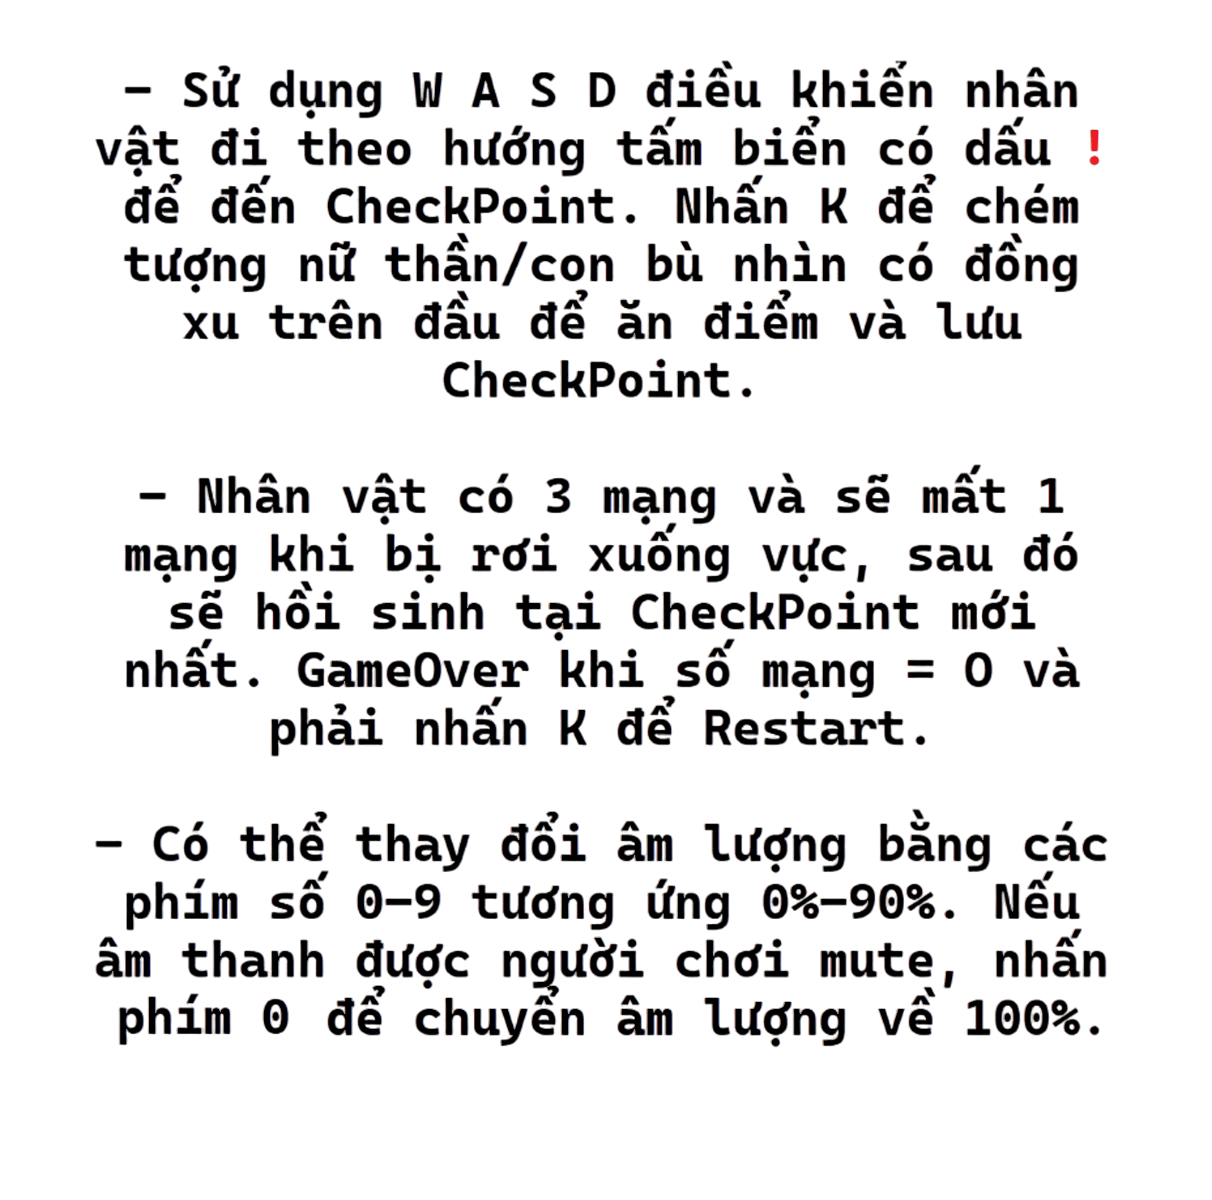 - Sử dụng W A S D điều khiển nhân
vật đi theo hướng tấm biển có dấu !
để đến CheckPoint. Nhấn K để chém
tượng nữ thần/con bù nhìn có đồng
xu trên đầu để ăn điểm và lưu
CheckPoint.
- Nhân vật có 3 mạng và sẽ mất 1
mạng khi bị rơi xuống vực, sau đó
sẽ hồi sinh tại CheckPoint mới
nhất. GameOver khi số mạng = 0 và
phải nhấn K để Restart.
- Có thể thay đổi âm lượng bằng các
phím số 0-9 tương ứng 0%-90%. Nếu
âm thanh được người chơi mute, nhấn
phím 0 để chuyển âm lượng về 100%.